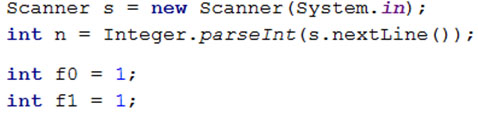 Scanner s = new Scanner(System.in);
int n = Integer.parseInt(s.nextLine());
int f0 = 1;
int f1 = 1;